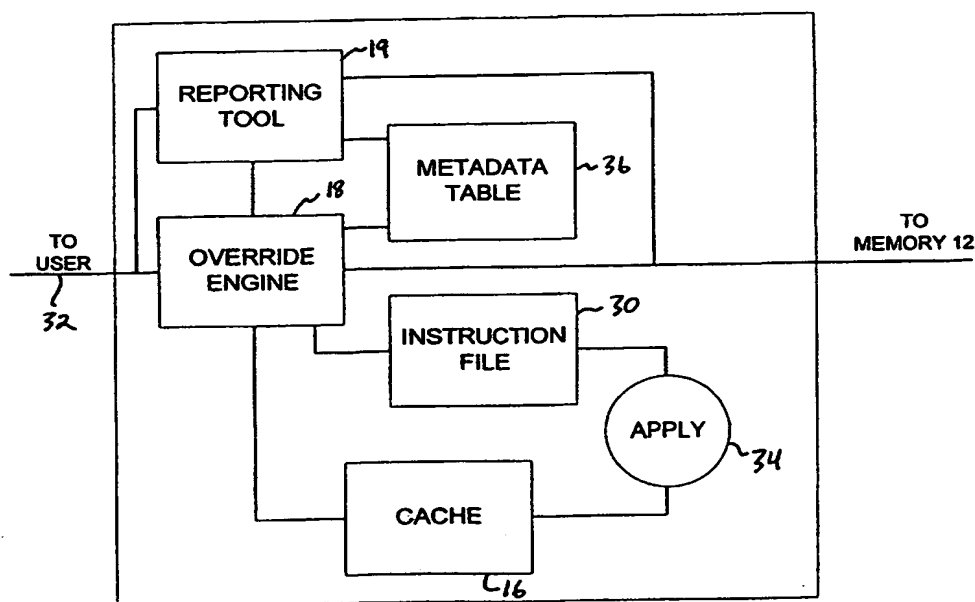 19
REPORTING
TOOL
METADATA
TABLE
36
18
TO
USER
OVERRIDE
ENGINE
TO
MEMORY 12
32
30
INSTRUCTION
FILE
APPLY
34
CACHE
16